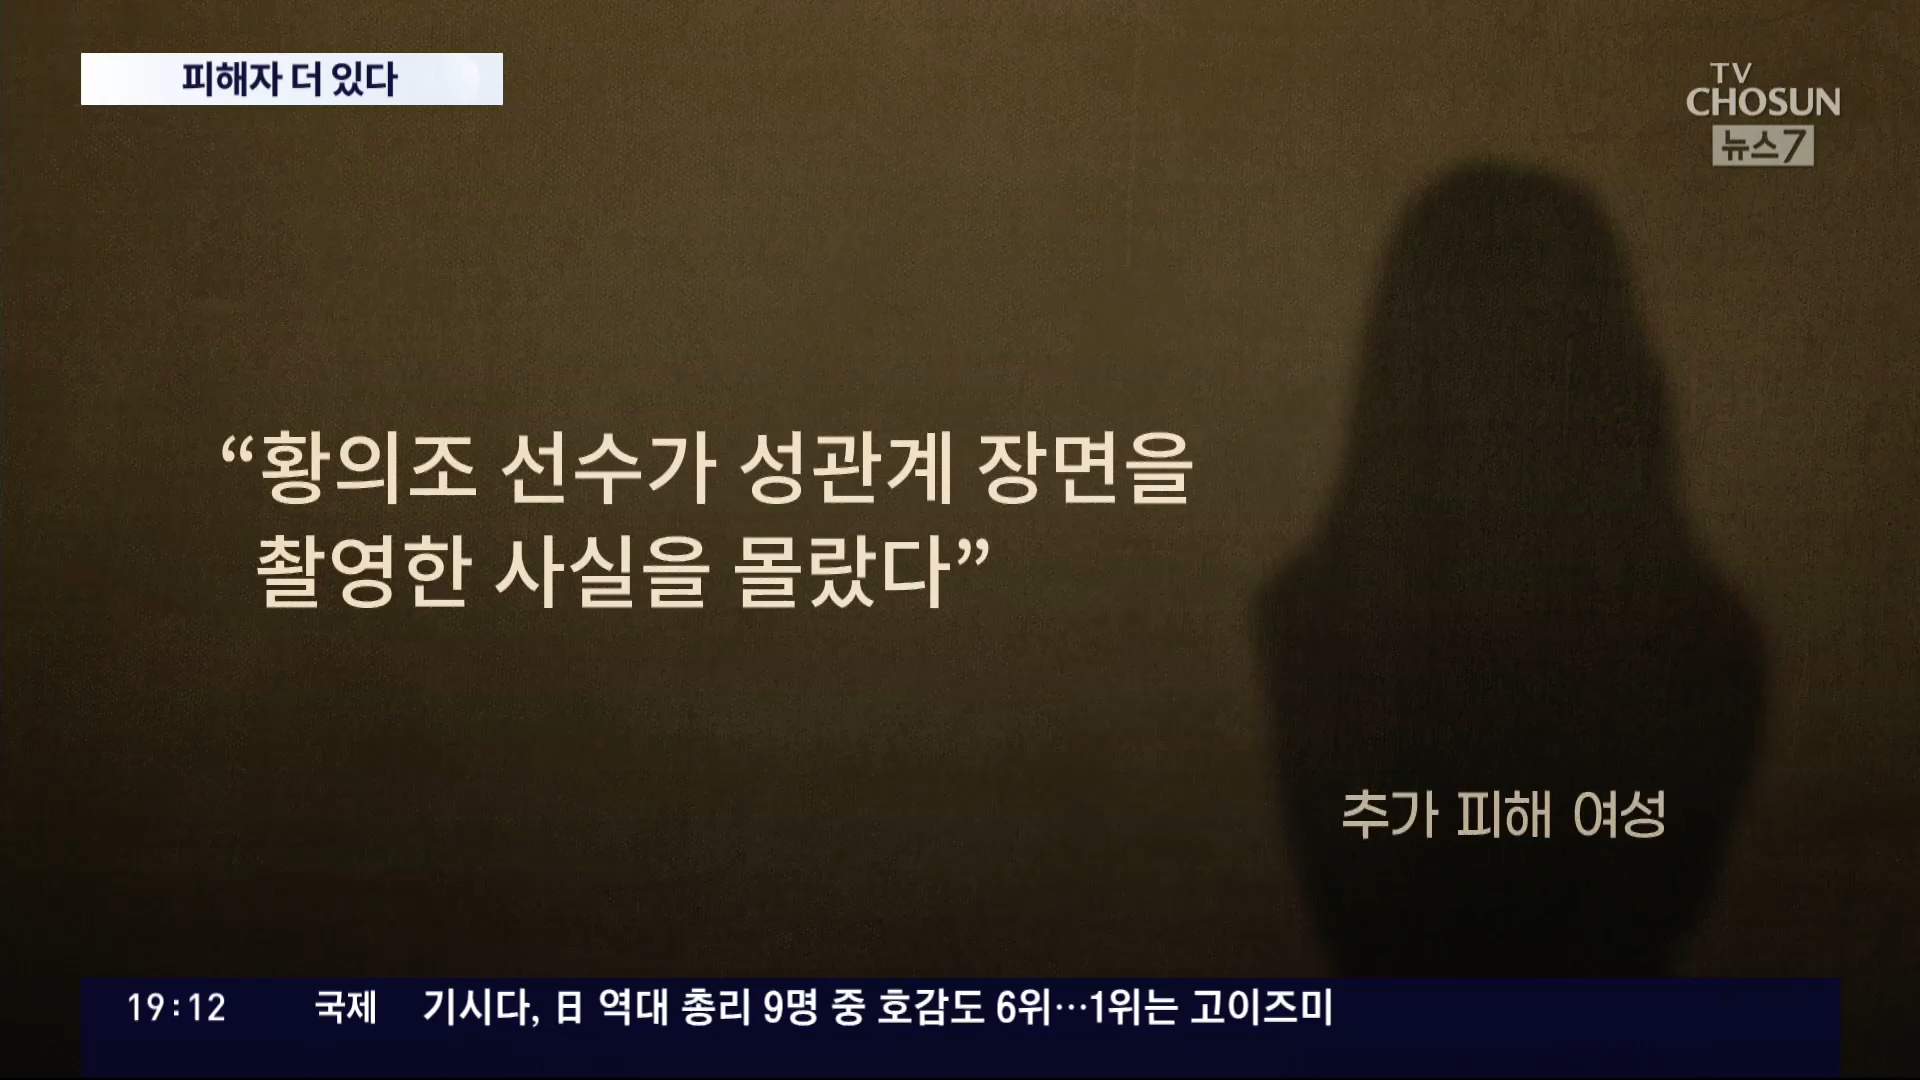 피해자 더 있다
TV
CHOSUN
뉴스7
“황의조 선수가 성관계 장면을
촬영한 사실을 몰랐다”
추가 피해 여성
19:12 국제 기시다, 日 역대 총리 9명 중 호감도 6위…1위는 고이즈미